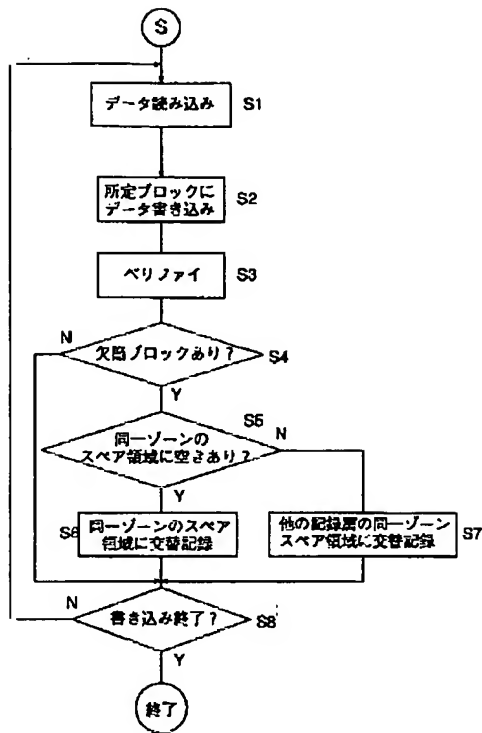 S
データ読み込み
S1
所定ブロックに
データ書き込み
S2
ベリファイ
S3
N
欠陥ブロックあり?
S4
Y
S5
同一ゾーンの
スペア領域に空きあり?
N
Y
S6
同一ゾーンのスペア
領域に交替記録
他の記録層の同一ゾーン
スペア領域に交替記録
S7
N
書き込み終了?
S8
Y
終了